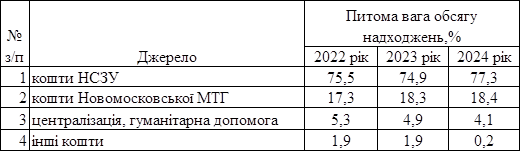 № з/п Джерело Питома вага обсягу надходжень,%
2022 рік 2023 рік 2024 рік
1 кошти НСЗУ 75,5 74,9 77,3
2 кошти Новомосковської МТГ 17,3 18,3 18,4
3 централізація, гуманітарна допомога 5,3 4,9 4,1
4 інші кошти 1,9 1,9 0,2